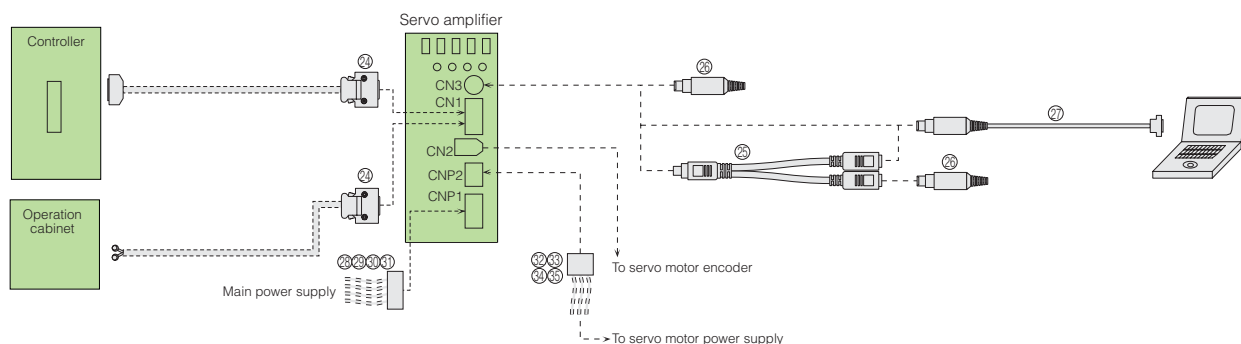 Servo amplifier
Controller
㉔
CN3
CN1
CN2
CNP2
CNP1
㉖
㉗
㉕
㉖
㉔
Operation
cabinet
㉘㉙㉚㉛
Main power supply
㉜㉝
㉞㉟
To servo motor encoder
To servo motor power supply